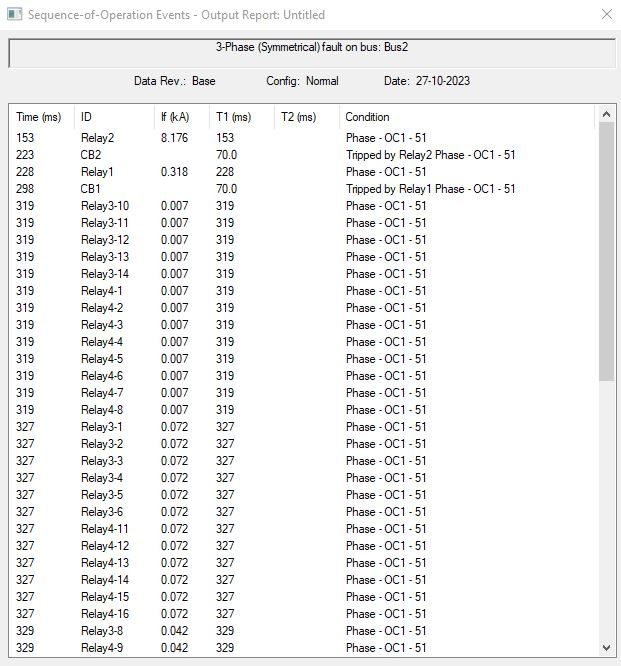 Sequence-of-Operation Events - Output Report: Untitled
3-Phase (Symmetrical) fault on bus: Bus2
Data Rev.: Base Config: Normal Date: 27-10-2023
Time (ms) ID If (kA) T1 (ms) T2 (ms) Condition
153 Relay2 8.176 153 Phase - OC1 - 51
223 CB2 70.0 Tripped by Relay2 Phase - OC1 - 51
228 Relay1 0.318 228 Phase - OC1 - 51
298 CB1 70.0 Tripped by Relay1 Phase - OC1 - 51
319 Relay3-10 0.007 319 Phase - OC1 - 51
319 Relay3-11 0.007 319 Phase - OC1 - 51
319 Relay3-12 0.007 319 Phase - OC1 - 51
319 Relay3-13 0.007 319 Phase - OC1 - 51
319 Relay3-14 0.007 319 Phase - OC1 - 51
319 Relay4-1 0.007 319 Phase - OC1 - 51
319 Relay4-2 0.007 319 Phase - OC1 - 51
319 Relay4-3 0.007 319 Phase - OC1 - 51
319 Relay4-4 0.007 319 Phase - OC1 - 51
319 Relay4-5 0.007 319 Phase - OC1 - 51
319 Relay4-6 0.007 319 Phase - OC1 - 51
319 Relay4-7 0.007 319 Phase - OC1 - 51
319 Relay4-8 0.007 319 Phase - OC1 - 51
327 Relay3-1 0.072 327 Phase - OC1 - 51
327 Relay3-2 0.072 327 Phase - OC1 - 51
327 Relay3-3 0.072 327 Phase - OC1 - 51
327 Relay3-4 0.072 327 Phase - OC1 - 51
327 Relay3-5 0.072 327 Phase - OC1 - 51
327 Relay3-6 0.072 327 Phase - OC1 - 51
327 Relay4-11 0.072 327 Phase - OC1 - 51
327 Relay4-12 0.072 327 Phase - OC1 - 51
327 Relay4-13 0.072 327 Phase - OC1 - 51
327 Relay4-14 0.072 327 Phase - OC1 - 51
327 Relay4-15 0.072 327 Phase - OC1 - 51
327 Relay4-16 0.072 327 Phase - OC1 - 51
329 Relay3-8 0.042 329 Phase - OC1 - 51
329 Relay4-9 0.042 329 Phase - OC1 - 51